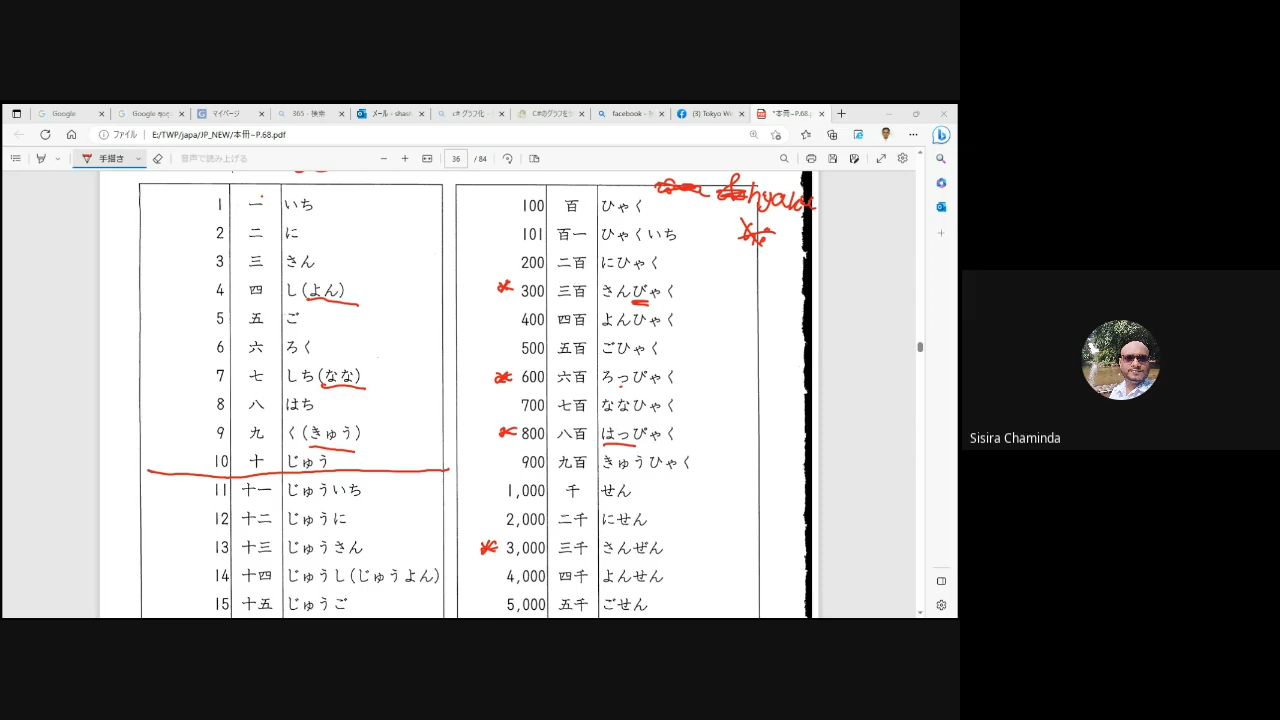 Google
Google
マイページ
365 - 検索
メール - shas
c# グラフ化 -
C#のグラフを
facebook - 
(3) Tokyo We
*本冊~P.68.p
ファイル
E:/TWP/japa/JP_NEW/本冊~P.68.pdf
手描き
音声で読み上げる
36 / 84
hyaku
1 一 いち
2 二 に
3 三 さん
4 四 し(よん)
5 五 ご
6 六 ろく
7 七 しち(なな)
8 八 はち
9 九 く(きゅう)
10 十 じゅう
11 十一 じゅういち
12 十二 じゅうに
13 十三 じゅうさん
14 十四 じゅうし(じゅうよん)
15 十五 じゅうご
100 百 ひゃく
101 百一 ひゃくいち
200 二百 にひゃく
300 三百 さんびゃく
400 四百 よんひゃく
500 五百 ごひゃく
600 六百 ろっぴゃく
700 七百 ななひゃく
800 八百 はっぴゃく
900 九百 きゅうひゃく
1,000 千 せん
2,000 二千 にせん
3,000 三千 さんぜん
4,000 四千 よんせん
5,000 五千 ごせん
Sisira Chaminda